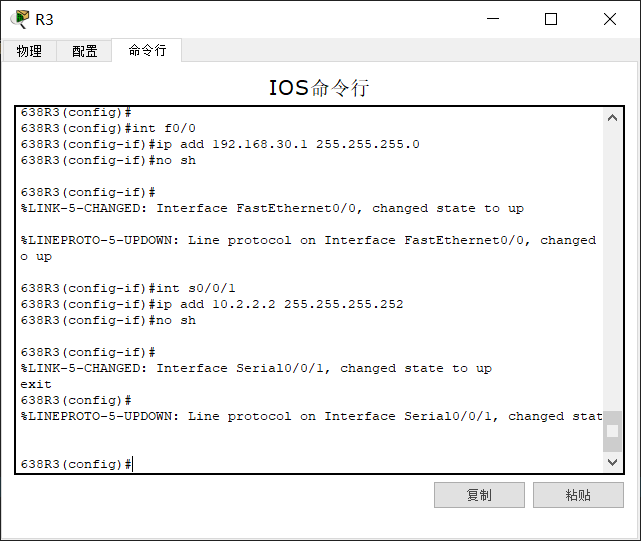 R3
物理 配置 命令行
IOS命令行
638R3(config)#
638R3(config)#int f0/0
638R3(config-if)#ip add 192.168.30.1 255.255.255.0
638R3(config-if)#no sh
638R3(config-if)#
%LINK-5-CHANGED: Interface FastEthernet0/0, changed state to up
%LINEPROTO-5-UPDOWN: Line protocol on Interface FastEthernet0/0, changed
o up
638R3(config-if)#int s0/0/1
638R3(config-if)#ip add 10.2.2.2 255.255.255.252
638R3(config-if)#no sh
638R3(config-if)#
%LINK-5-CHANGED: Interface Serial0/0/1, changed state to up
exit
638R3(config)#
%LINEPROTO-5-UPDOWN: Line protocol on Interface Serial0/0/1, changed stat
638R3(config)#
复制 粘贴